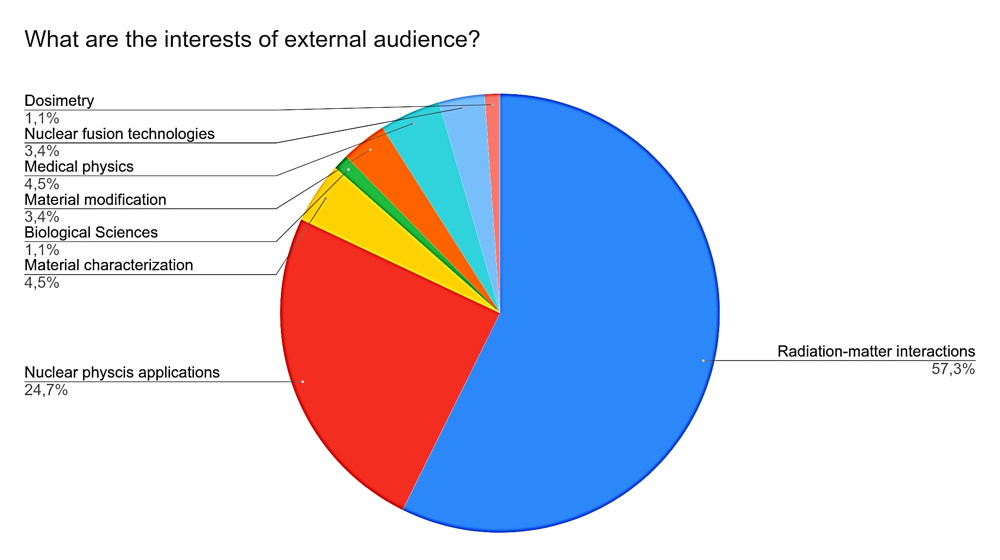 What are the interests of external audience?
Dosimetry
1,1%
Nuclear fusion technologies
3,4%
Medical physics
4,5%
Material modification
3,4%
Biological Sciences
1,1%
Material characterization
4,5%
Nuclear physcis applications
24,7%
Radiation-matter interactions
57,3%